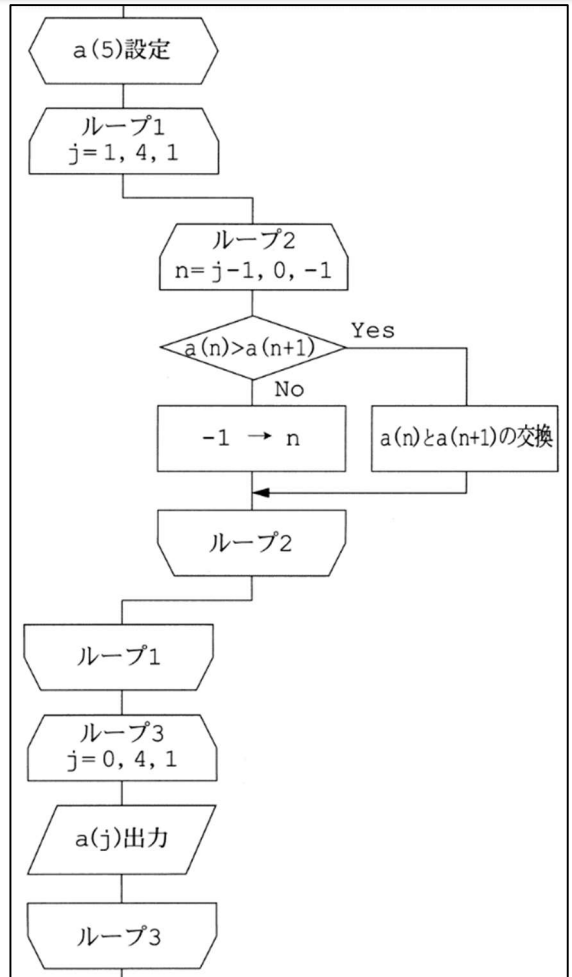 a(5)設定
ループ1
j=1, 4, 1
ループ2
n=j-1, 0, -1
a(n)>a(n+1)
Yes
No
-1 → n
a(n)とa(n+1)の交換
ループ2
ループ1
ループ3
j=0, 4, 1
a(j)出力
ループ3